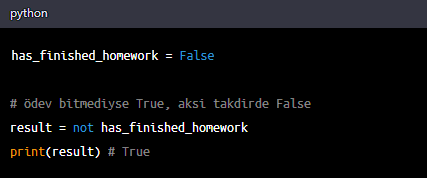 python
has_finished_homework = False
# ödev bitmediyse True, aksi takdirde False
result = not has_finished_homework
print(result) # True